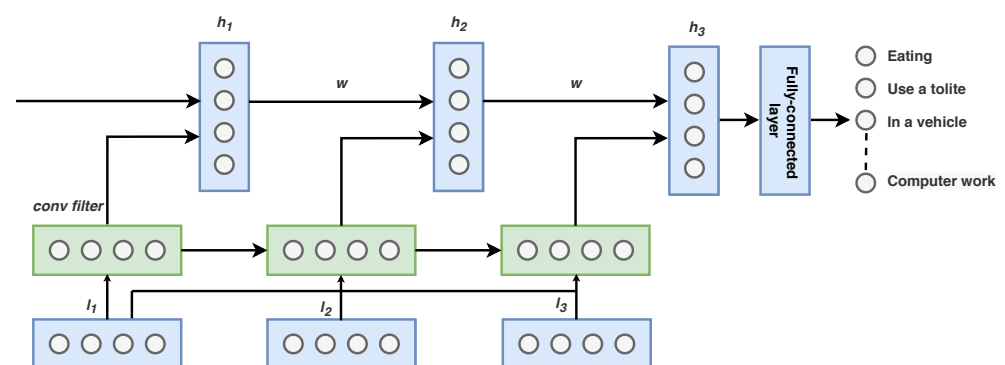 h1
h2
h3
w
w
Fully-connected
layer
Eating
Use a tolite
In a vehicle
Computer work
conv filter
l1
l2
l3